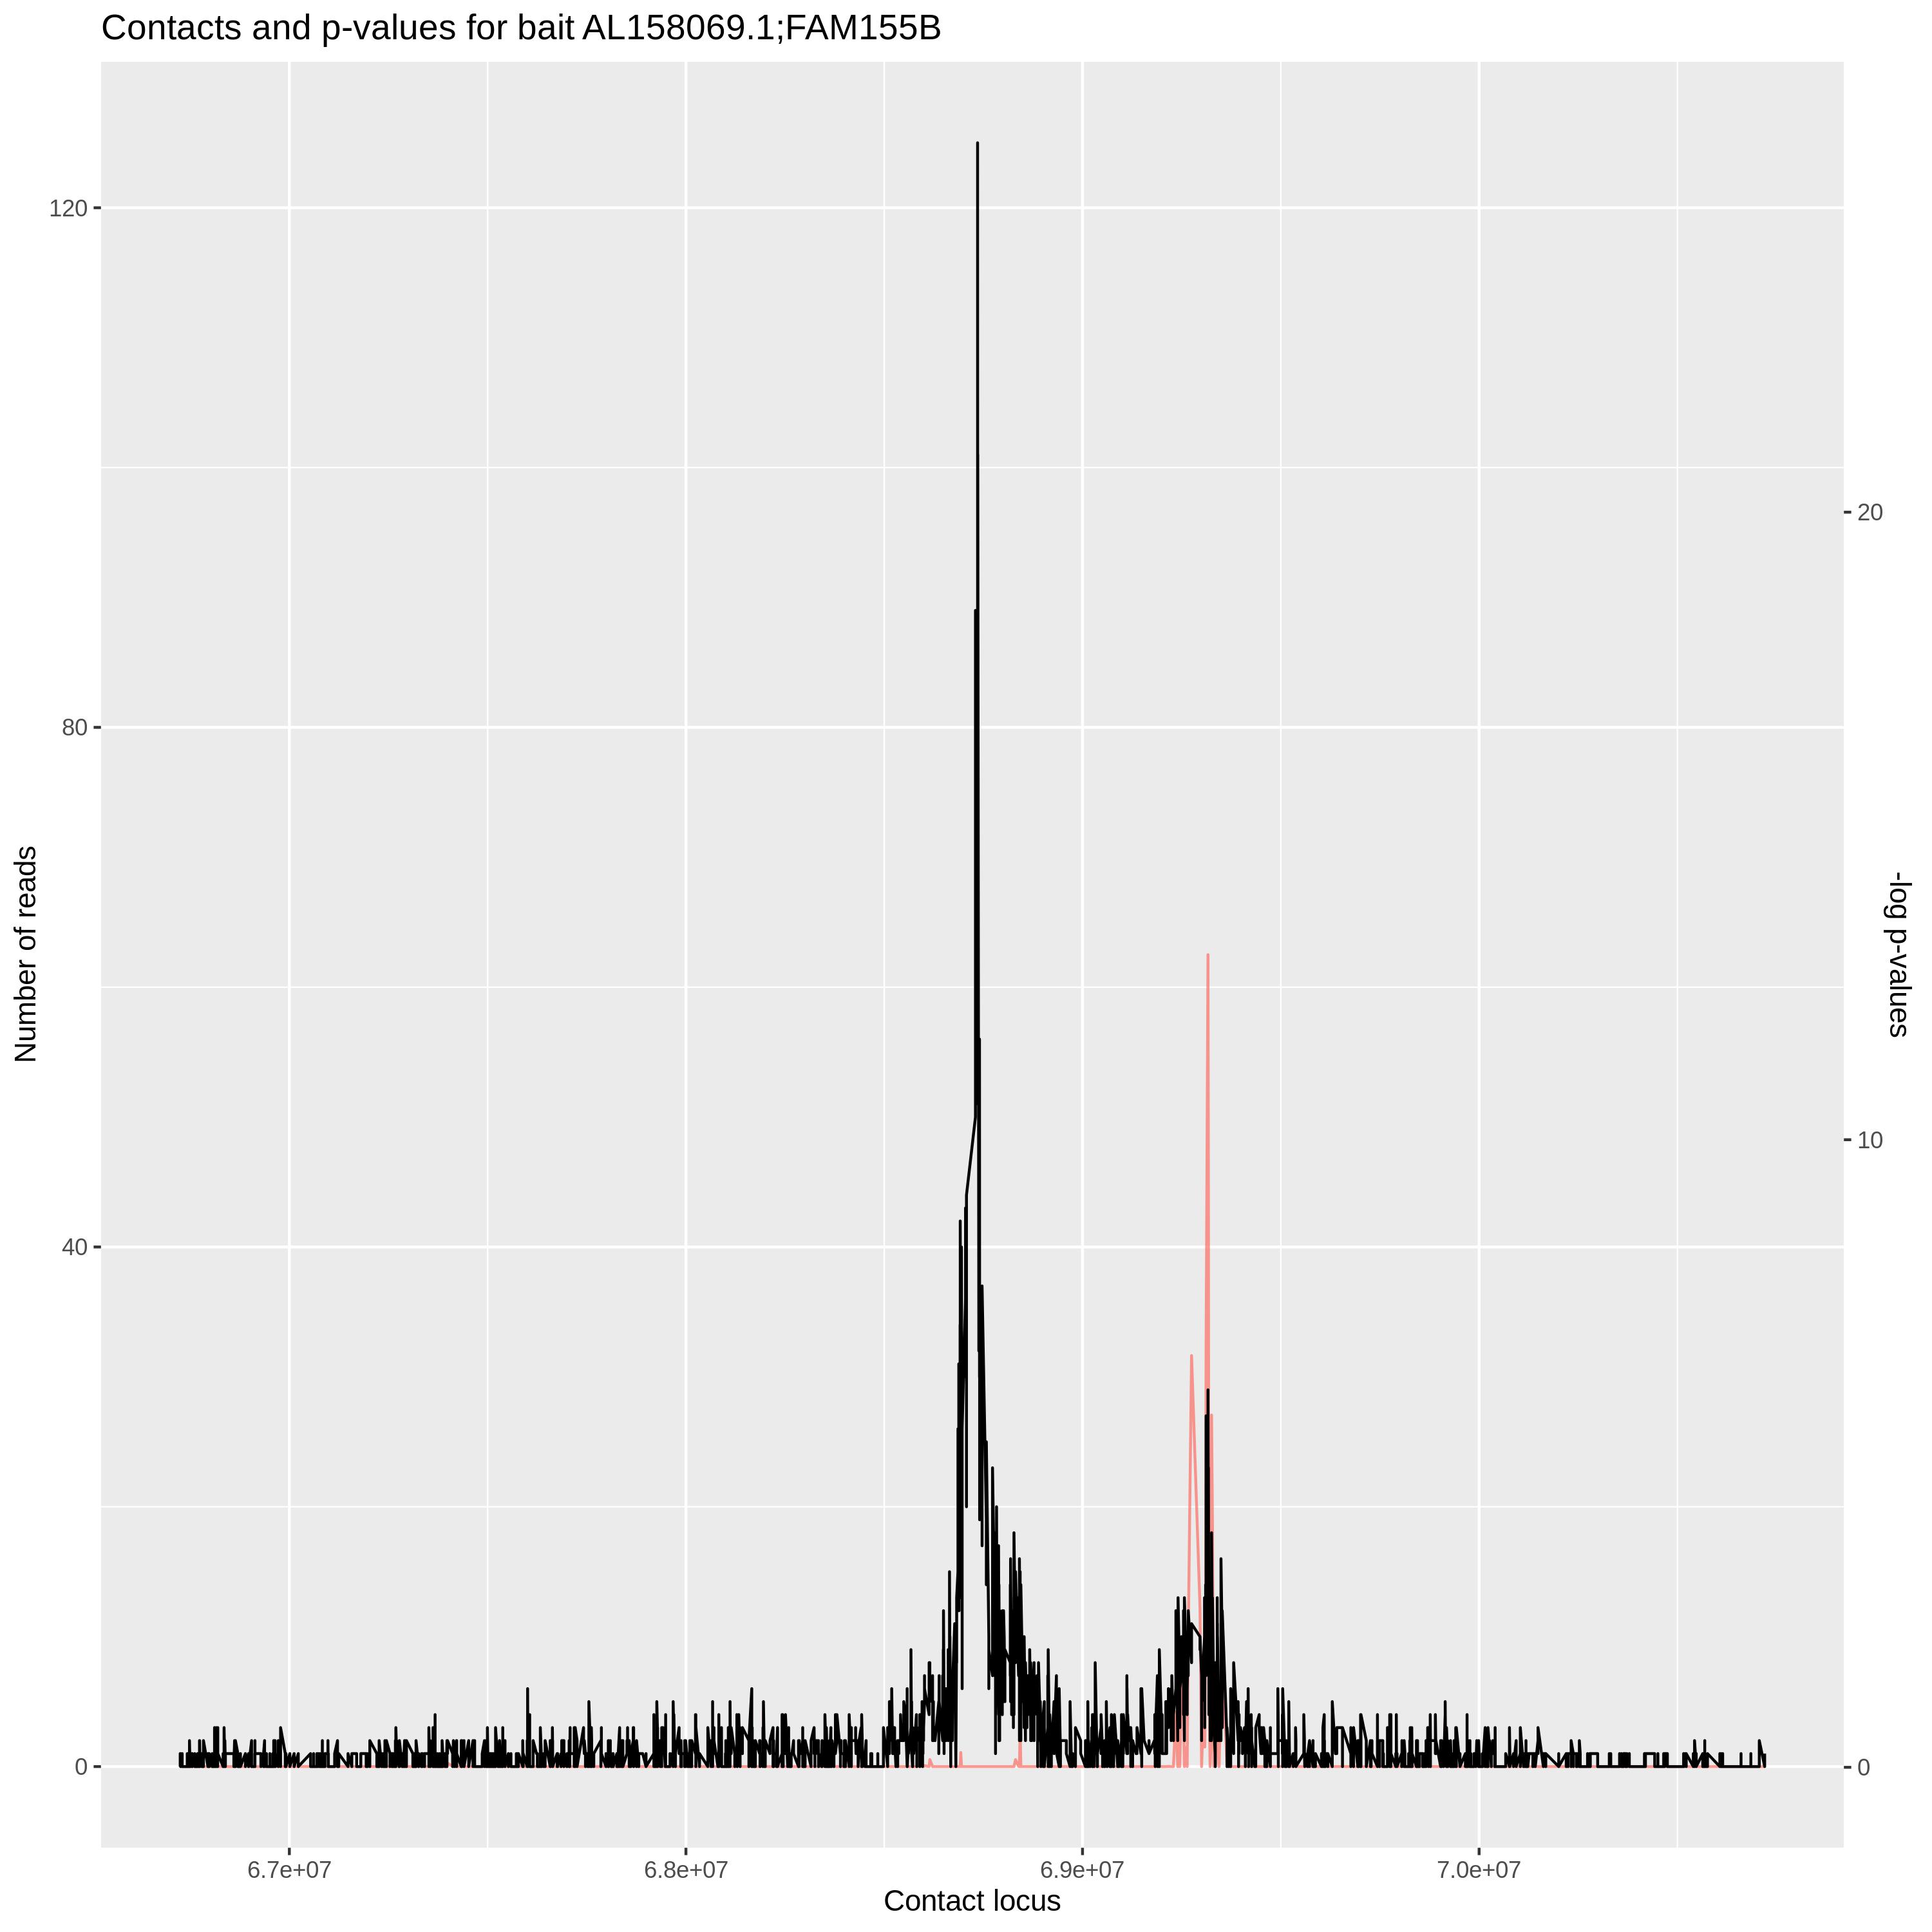 Contacts and p-values for bait AL158069.1;FAM155B
120
80
40
0
20
10
0
Number of reads
-log p-values
6.7e+07
6.8e+07
6.9e+07
7.0e+07
Contact locus